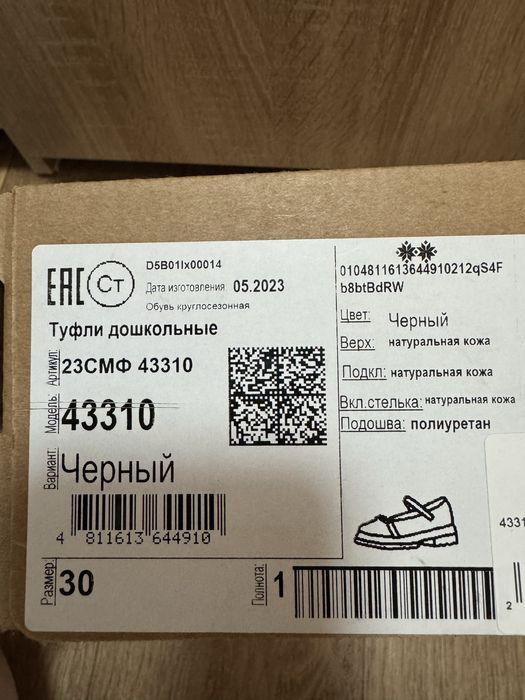 D5B01lx00014
EAC Ст
Дата изготовления 05.2023
Обувь круглосезонная
Туфли дошкольные
Артикул: 23СМФ 43310
Модель: 43310
Вариант: Черный
4 811613 644910
Размер: 30
Полнота: 1
0104811613644910212qS4F
b8btBdRW
Цвет: Черный
Верх: натуральная кожа
Подкл: натуральная кожа
Вкл.стелька: натуральная кожа
Подошва: полиуретан
4331
2